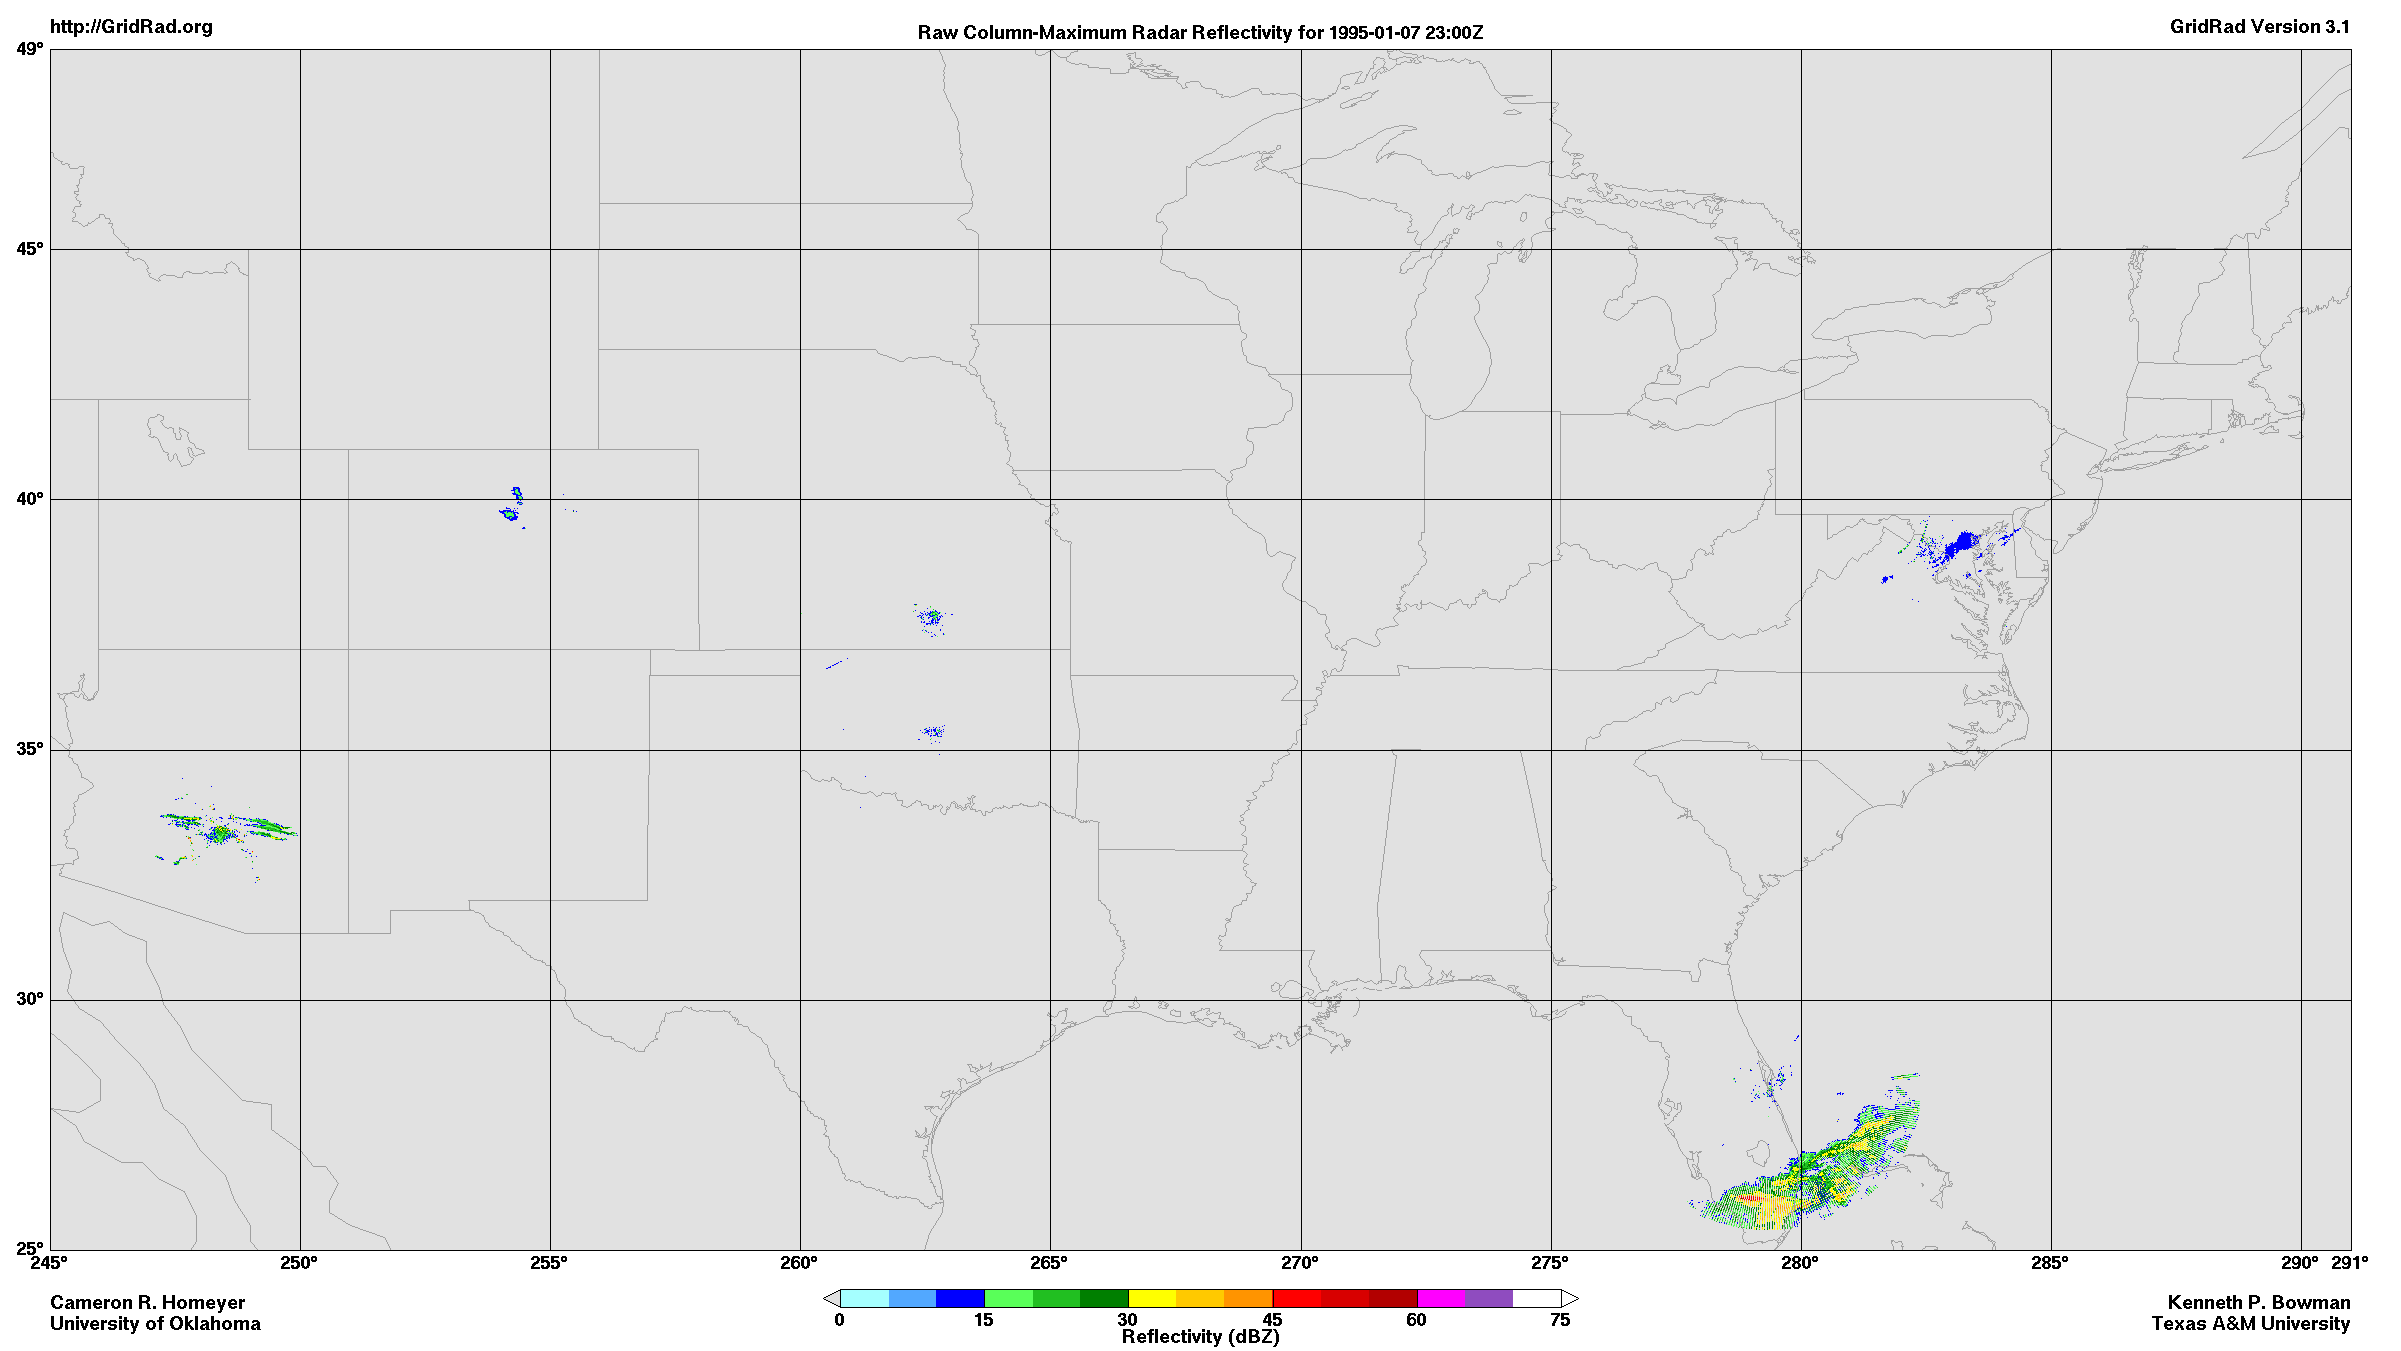 http://GridRad.org
Raw Column-Maximum Radar Reflectivity for 1995-01-07 23:00Z
GridRad Version 3.1
49°
45°
40°
35°
30°
25°
245° 250° 255° 260° 265° 270° 275° 280° 285° 290° 291°
0 15 30 45 60 75
Reflectivity (dBZ)
Cameron R. Homeyer
University of Oklahoma
Kenneth P. Bowman
Texas A&M University